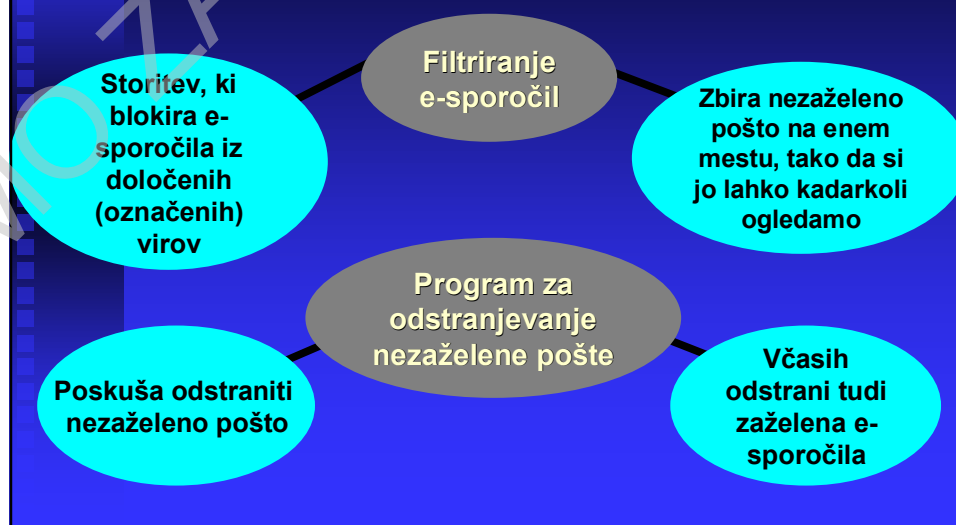 Filtriranje
e-sporočil
Storitev, ki
blokira e-
sporočila iz
določenih
(označenih)
virov
Zbira nezaželeno
pošto na enem
mestu, tako da si
jo lahko kadarkoli
ogledamo
Program za
odstranjevanje
nezaželene pošte
Poskuša odstraniti
nezaželeno pošto
Včasih
odstrani tudi
zaželena e-
sporočila